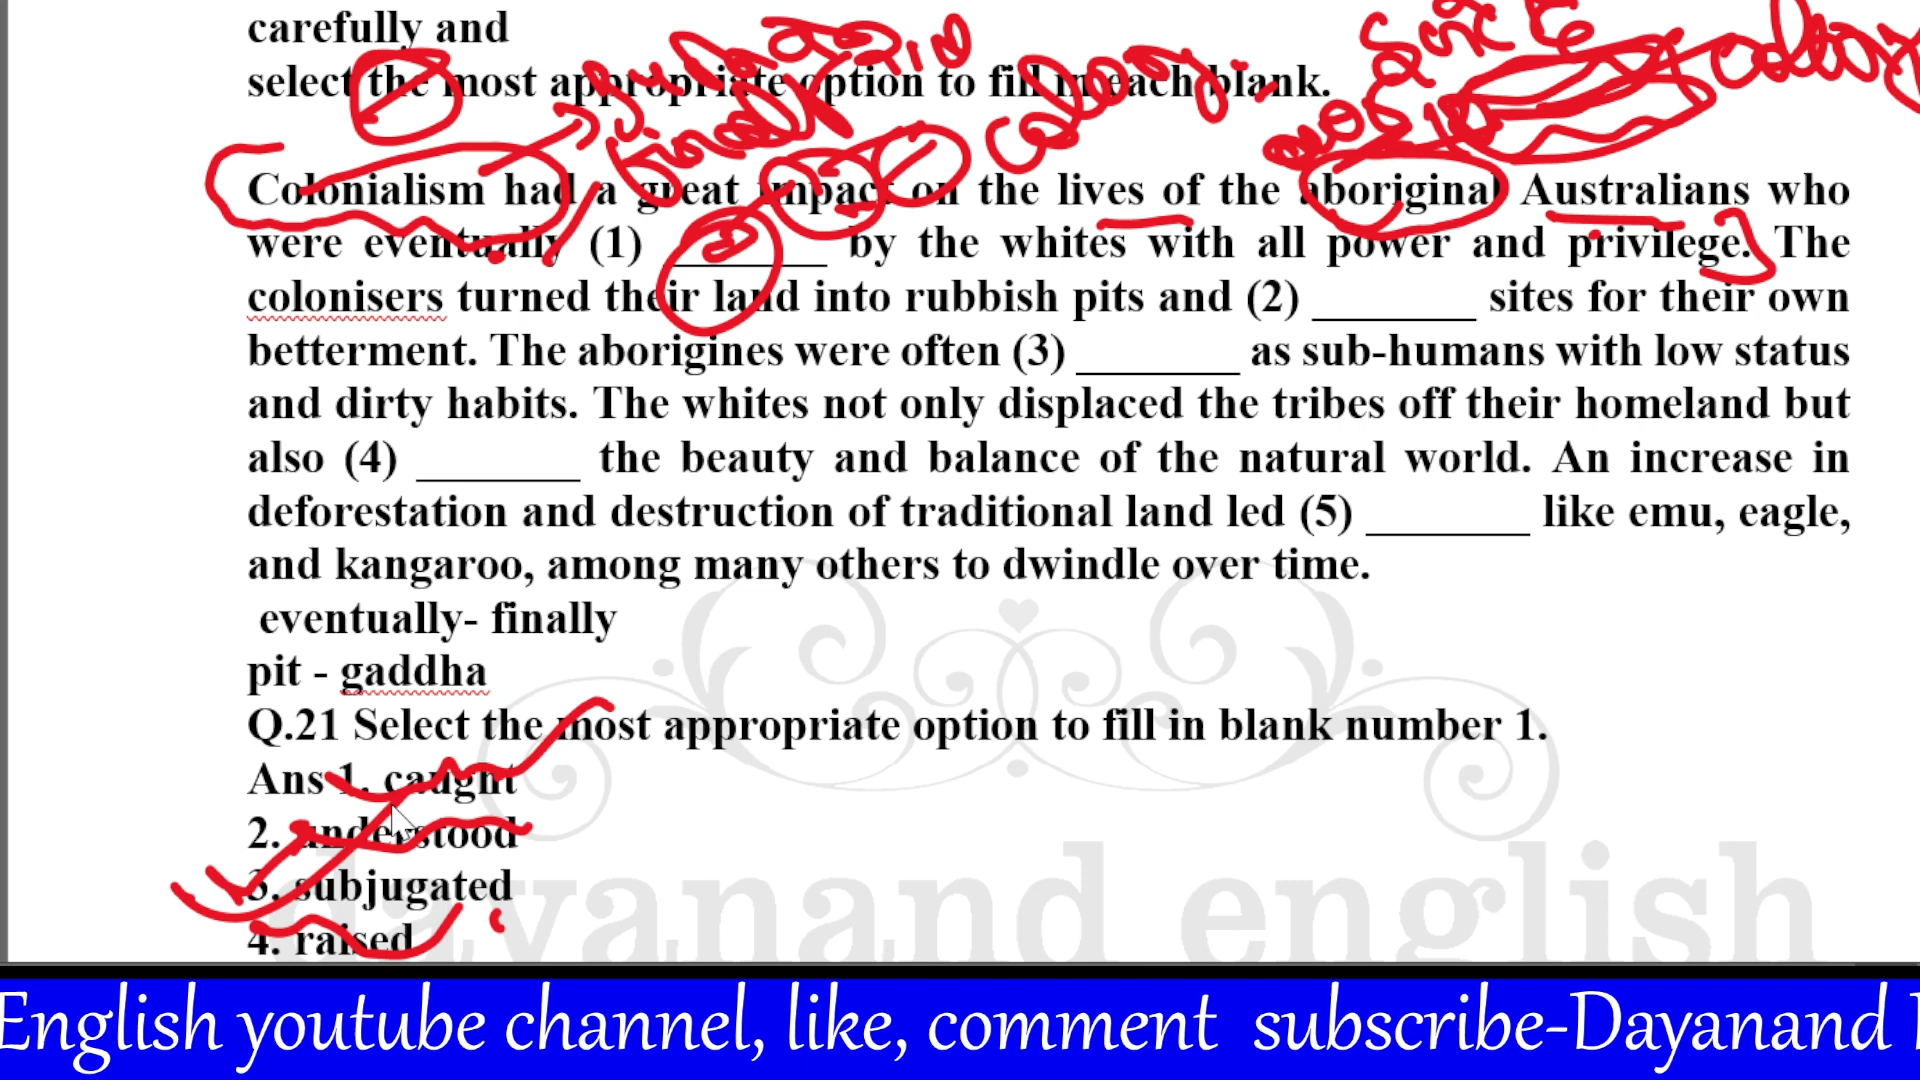 carefully and
select the most appropriate option to fill in each blank.
Colonialism had a great impact on the lives of the aboriginal Australians who
were eventually (1) _______ by the whites with all power and privilege. The
colonisers turned their land into rubbish pits and (2) _______ sites for their own
betterment. The aborigines were often (3) _______ as sub-humans with low status
and dirty habits. The whites not only displaced the tribes off their homeland but
also (4) _______ the beauty and balance of the natural world. An increase in
deforestation and destruction of traditional land led (5) _______ like emu, eagle,
and kangaroo, among many others to dwindle over time.
eventually- finally
pit - gaddha
Q.21 Select the most appropriate option to fill in blank number 1.
Ans 1. caught
2. understood
3. subjugated
4. raised
dayanand english
English youtube channel, like, comment subscribe-Dayanand